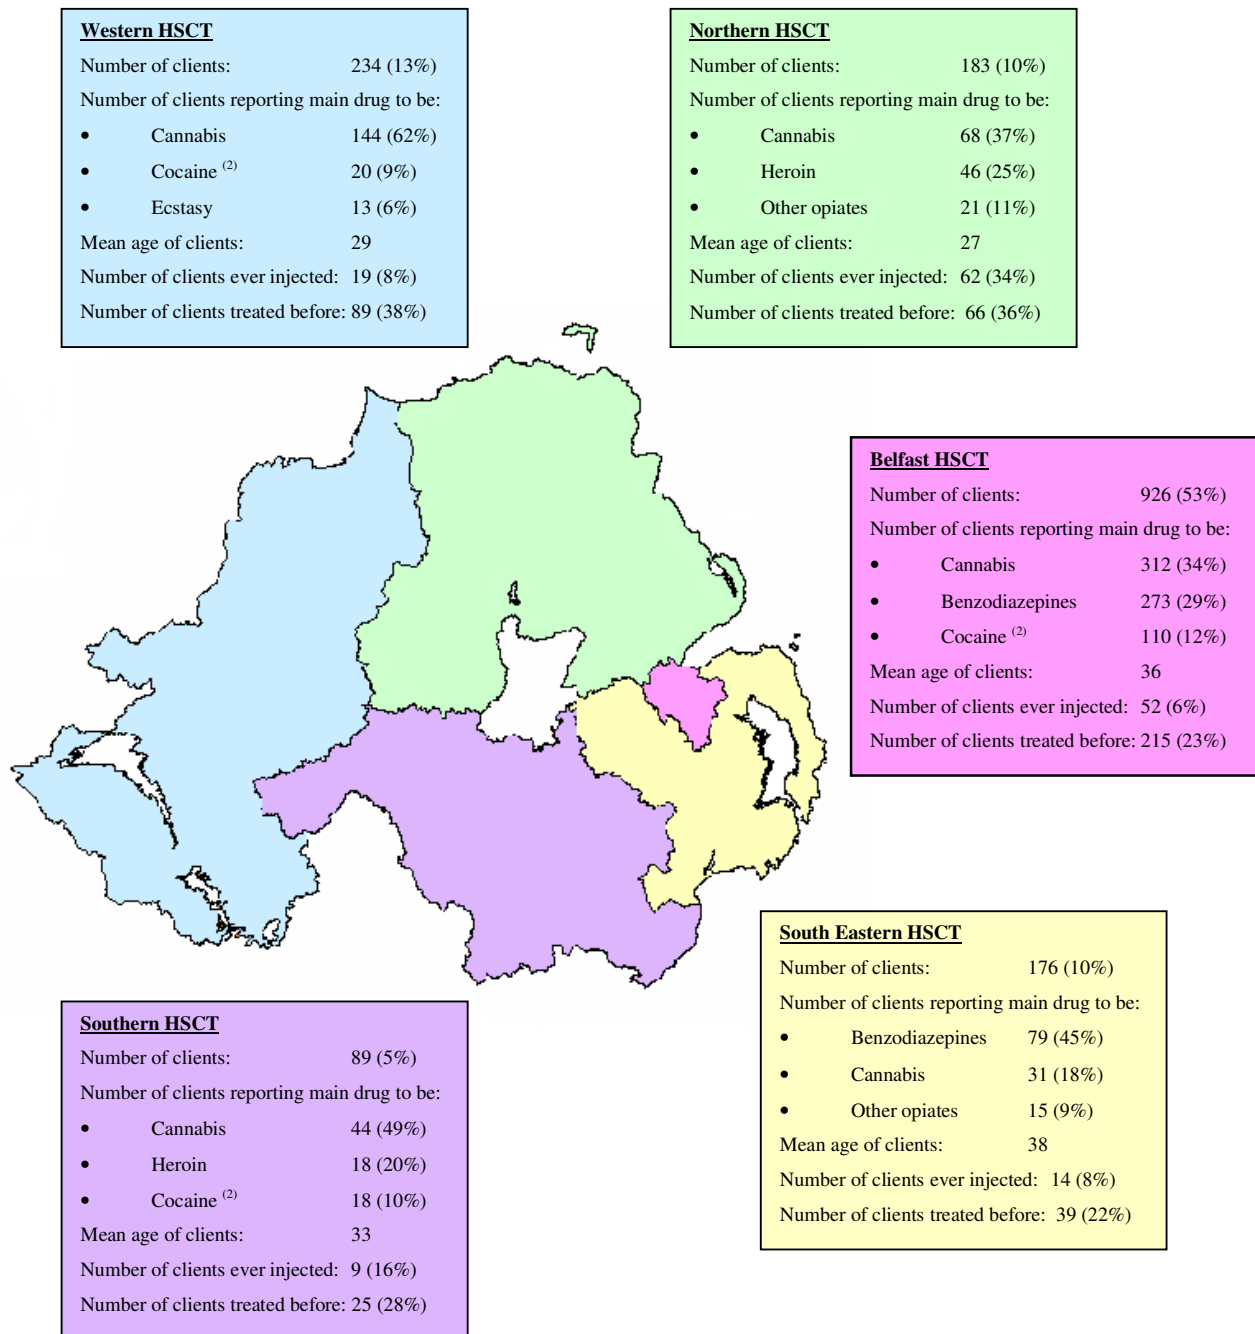 Western HSCT
Number of clients: 234 (13%)
Number of clients reporting main drug to be:
• Cannabis 144 (62%)
• Cocaine (2) 20 (9%)
• Ecstasy 13 (6%)
Mean age of clients: 29
Number of clients ever injected: 19 (8%)
Number of clients treated before: 89 (38%)
Northern HSCT
Number of clients: 183 (10%)
Number of clients reporting main drug to be:
• Cannabis 68 (37%)
• Heroin 46 (25%)
• Other opiates 21 (11%)
Mean age of clients: 27
Number of clients ever injected: 62 (34%)
Number of clients treated before: 66 (36%)
Belfast HSCT
Number of clients: 926 (53%)
Number of clients reporting main drug to be:
• Cannabis 312 (34%)
• Benzodiazepines 273 (29%)
• Cocaine (2) 110 (12%)
Mean age of clients: 36
Number of clients ever injected: 52 (6%)
Number of clients treated before: 215 (23%)
South Eastern HSCT
Number of clients: 176 (10%)
Number of clients reporting main drug to be:
• Benzodiazepines 79 (45%)
• Cannabis 31 (18%)
• Other opiates 15 (9%)
Mean age of clients: 38
Number of clients ever injected: 14 (8%)
Number of clients treated before: 39 (22%)
Southern HSCT
Number of clients: 89 (5%)
Number of clients reporting main drug to be:
• Cannabis 44 (49%)
• Heroin 18 (20%)
• Cocaine (2) 18 (10%)
Mean age of clients: 33
Number of clients ever injected: 9 (16%)
Number of clients treated before: 25 (28%)